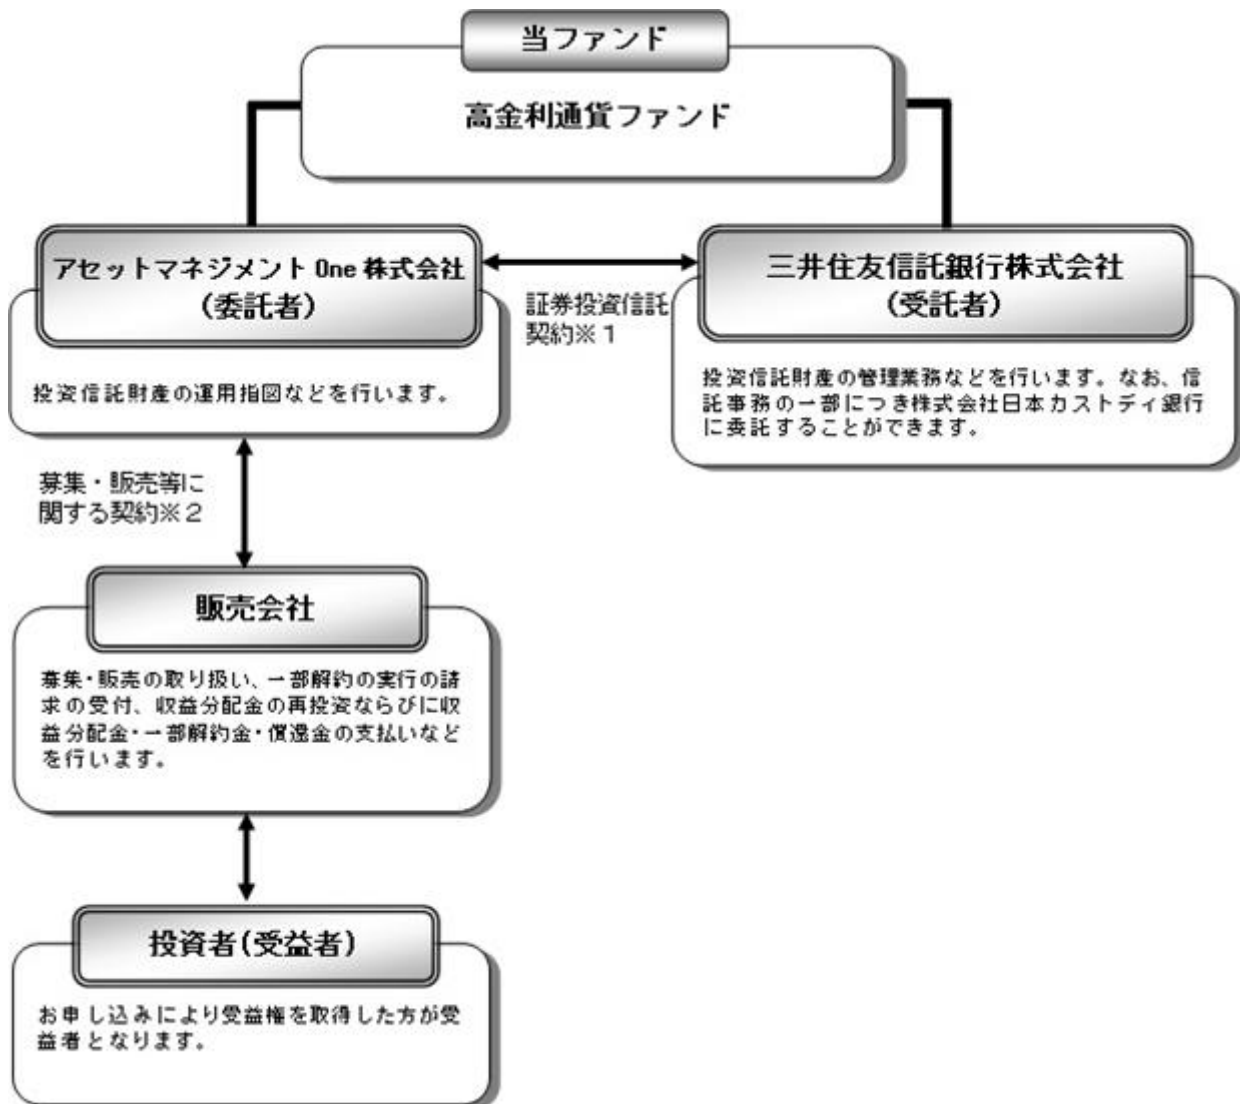 当ファンド
高金利通貨ファンド
アセットマネジメント One 株式会社
(委託者)
投資信託財産の運用指図などを行います。
証券投資信託
契約※1
三井住友信託銀行株式会社
(受託者)
投資信託財産の管理業務などを行います。なお、信
託事務の一部につき株式会社日本カストディ銀行
に委託することができます。
募集・販売等に
関する契約※2
販売会社
募集・販売の取り扱い、一部解約の実行の請
求の受付、収益分配金の再投資ならびに収
益分配金・一部解約金・償還金の支払いなど
を行います。
投資者(受益者)
お申し込みにより受益権を取得した方が受
益者となります。